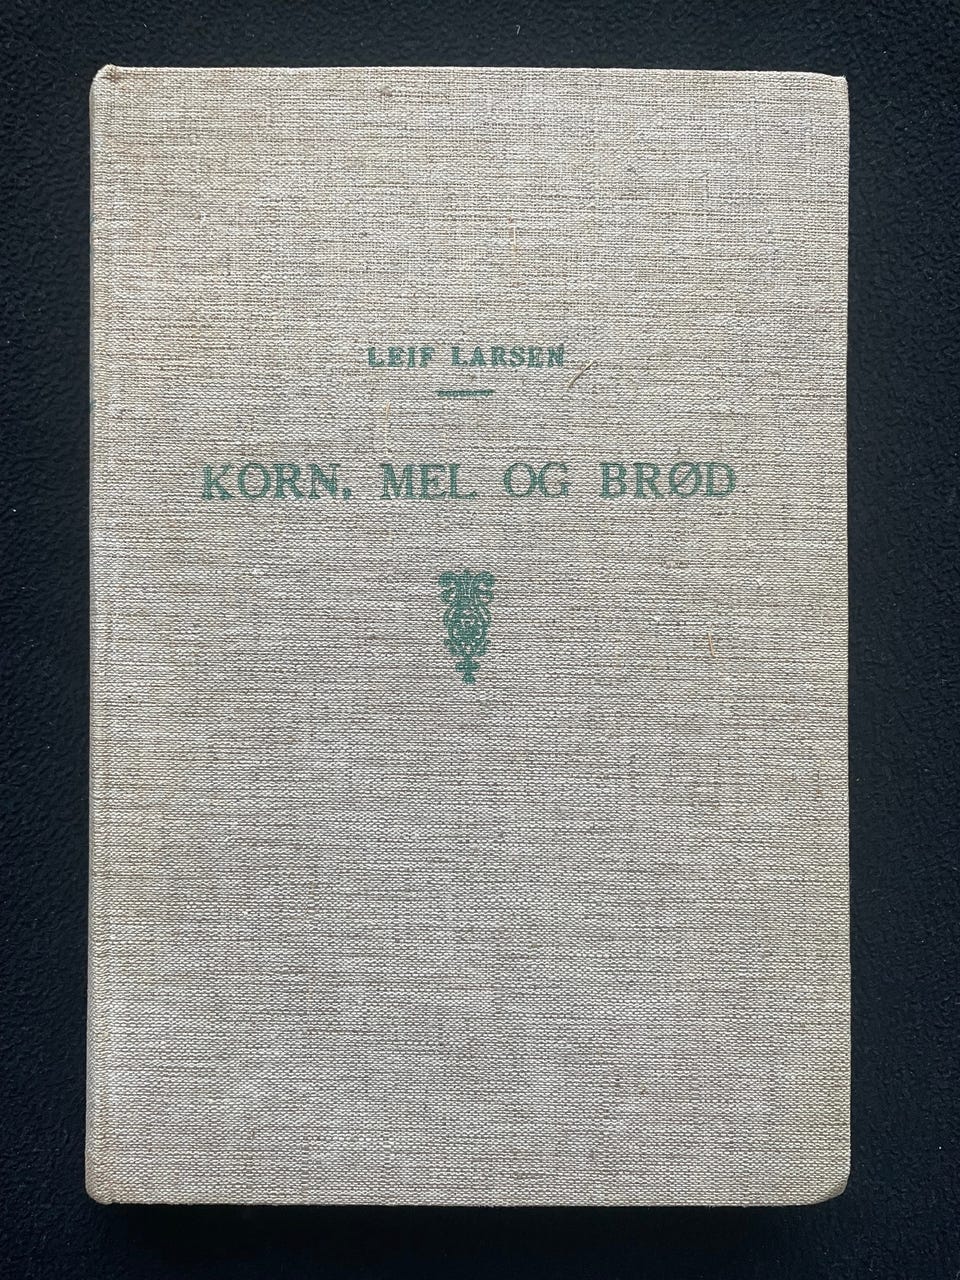 LEIF LARSEN
KORN, MEL OG BRØD